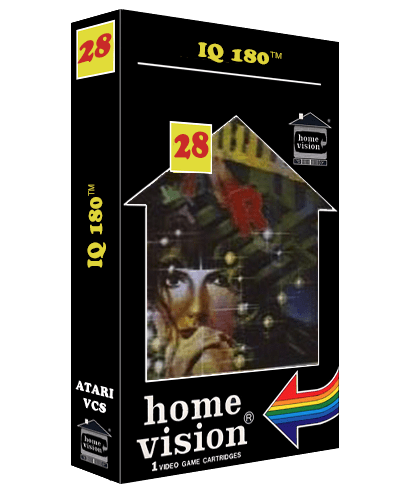 28
IQ 180™
ATARI
VCS
home
vision
IQ 180™
28
home
vision
R
home
vision®
1 VIDEO GAME CARTRIDGES